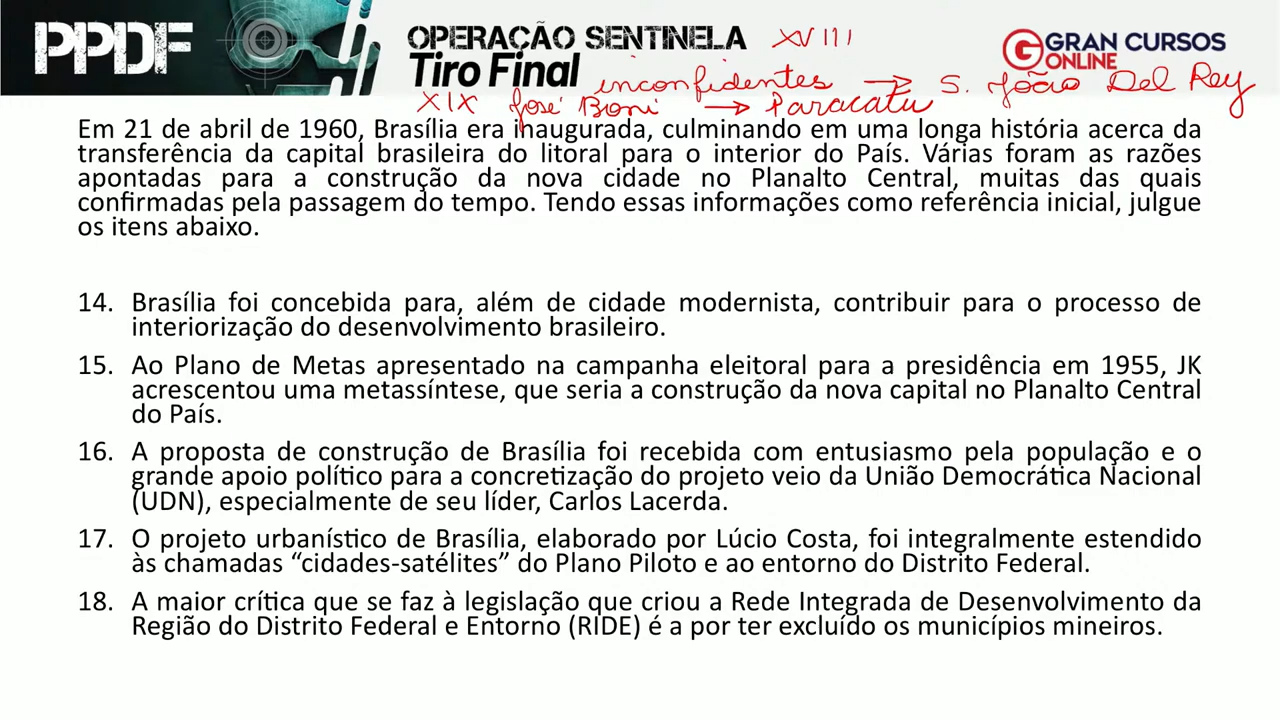 PPDF
OPERAÇÃO SENTINELA XVIII
Tiro Final
GRAN CURSOS
ONLINE
inconfidentes → S. João Del Rey
XIX José Boni → Paracatu
Em 21 de abril de 1960, Brasília era inaugurada, culminando em uma longa história acerca da
transferência da capital brasileira do litoral para o interior do País. Várias foram as razões
apontadas para a construção da nova cidade no Planalto Central, muitas das quais
confirmadas pela passagem do tempo. Tendo essas informações como referência inicial, julgue
os itens abaixo.
14. Brasília foi concebida para, além de cidade modernista, contribuir para o processo de
interiorização do desenvolvimento brasileiro.
15. Ao Plano de Metas apresentado na campanha eleitoral para a presidência em 1955, JK
acrescentou uma metassíntese, que seria a construção da nova capital no Planalto Central
do País.
16. A proposta de construção de Brasília foi recebida com entusiasmo pela população e o
grande apoio político para a concretização do projeto veio da União Democrática Nacional
(UDN), especialmente de seu líder, Carlos Lacerda.
17. O projeto urbanístico de Brasília, elaborado por Lúcio Costa, foi integralmente estendido
às chamadas “cidades-satélites” do Plano Piloto e ao entorno do Distrito Federal.
18. A maior crítica que se faz à legislação que criou a Rede Integrada de Desenvolvimento da
Região do Distrito Federal e Entorno (RIDE) é a por ter excluído os municípios mineiros.